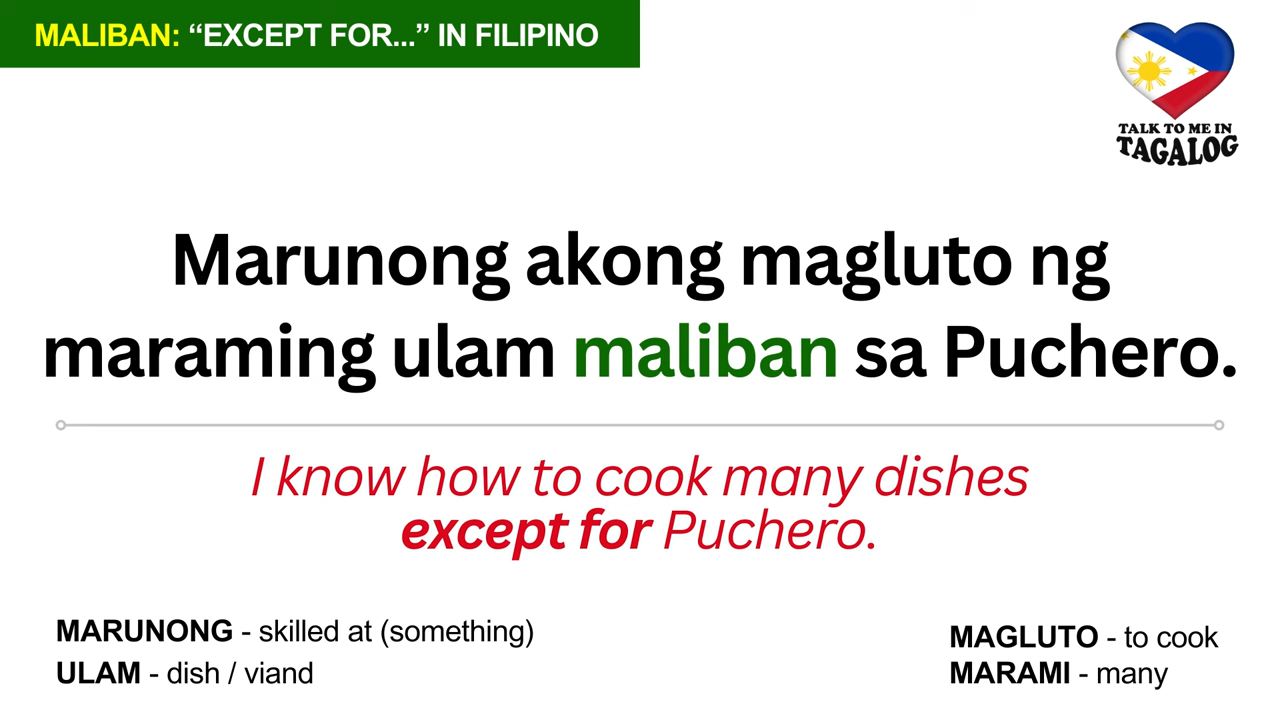 MALIBAN: “EXCEPT FOR...” IN FILIPINO
TALK TO ME IN
TAGALOG
Marunong akong magluto ng
maraming ulam maliban sa Puchero.
I know how to cook many dishes
except for Puchero.
MARUNONG - skilled at (something)
ULAM - dish / viand
MAGLUTO - to cook
MARAMI - many